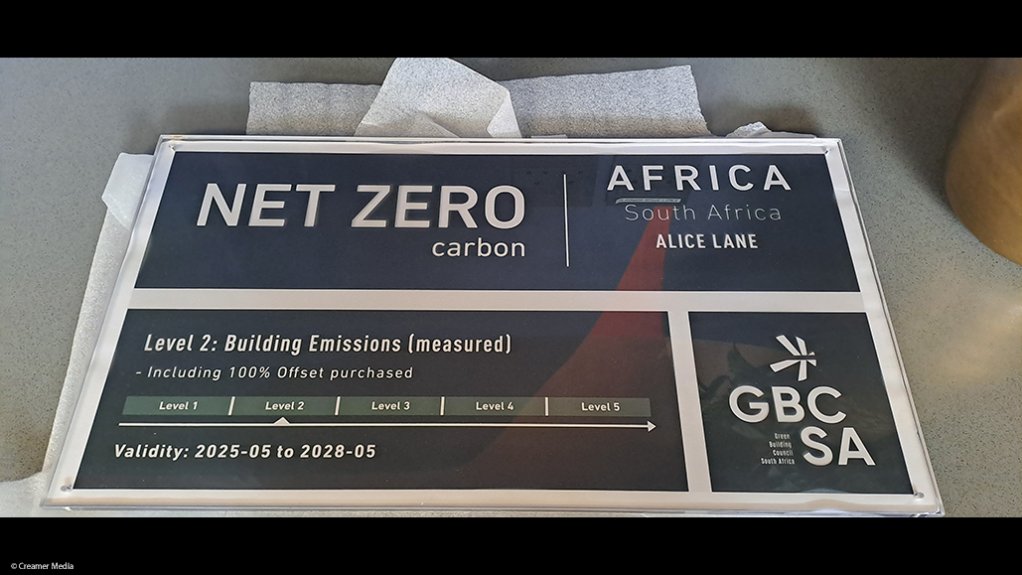 NET ZERO
carbon
AFRICA
South Africa
ALICE LANE
Level 2: Building Emissions (measured)
- Including 100% Offset purchased
Level 1 Level 2 Level 3 Level 4 Level 5
Validity: 2025-05 to 2028-05
GBC
SA
Green
Building
Council
South Africa
© Creamer Media